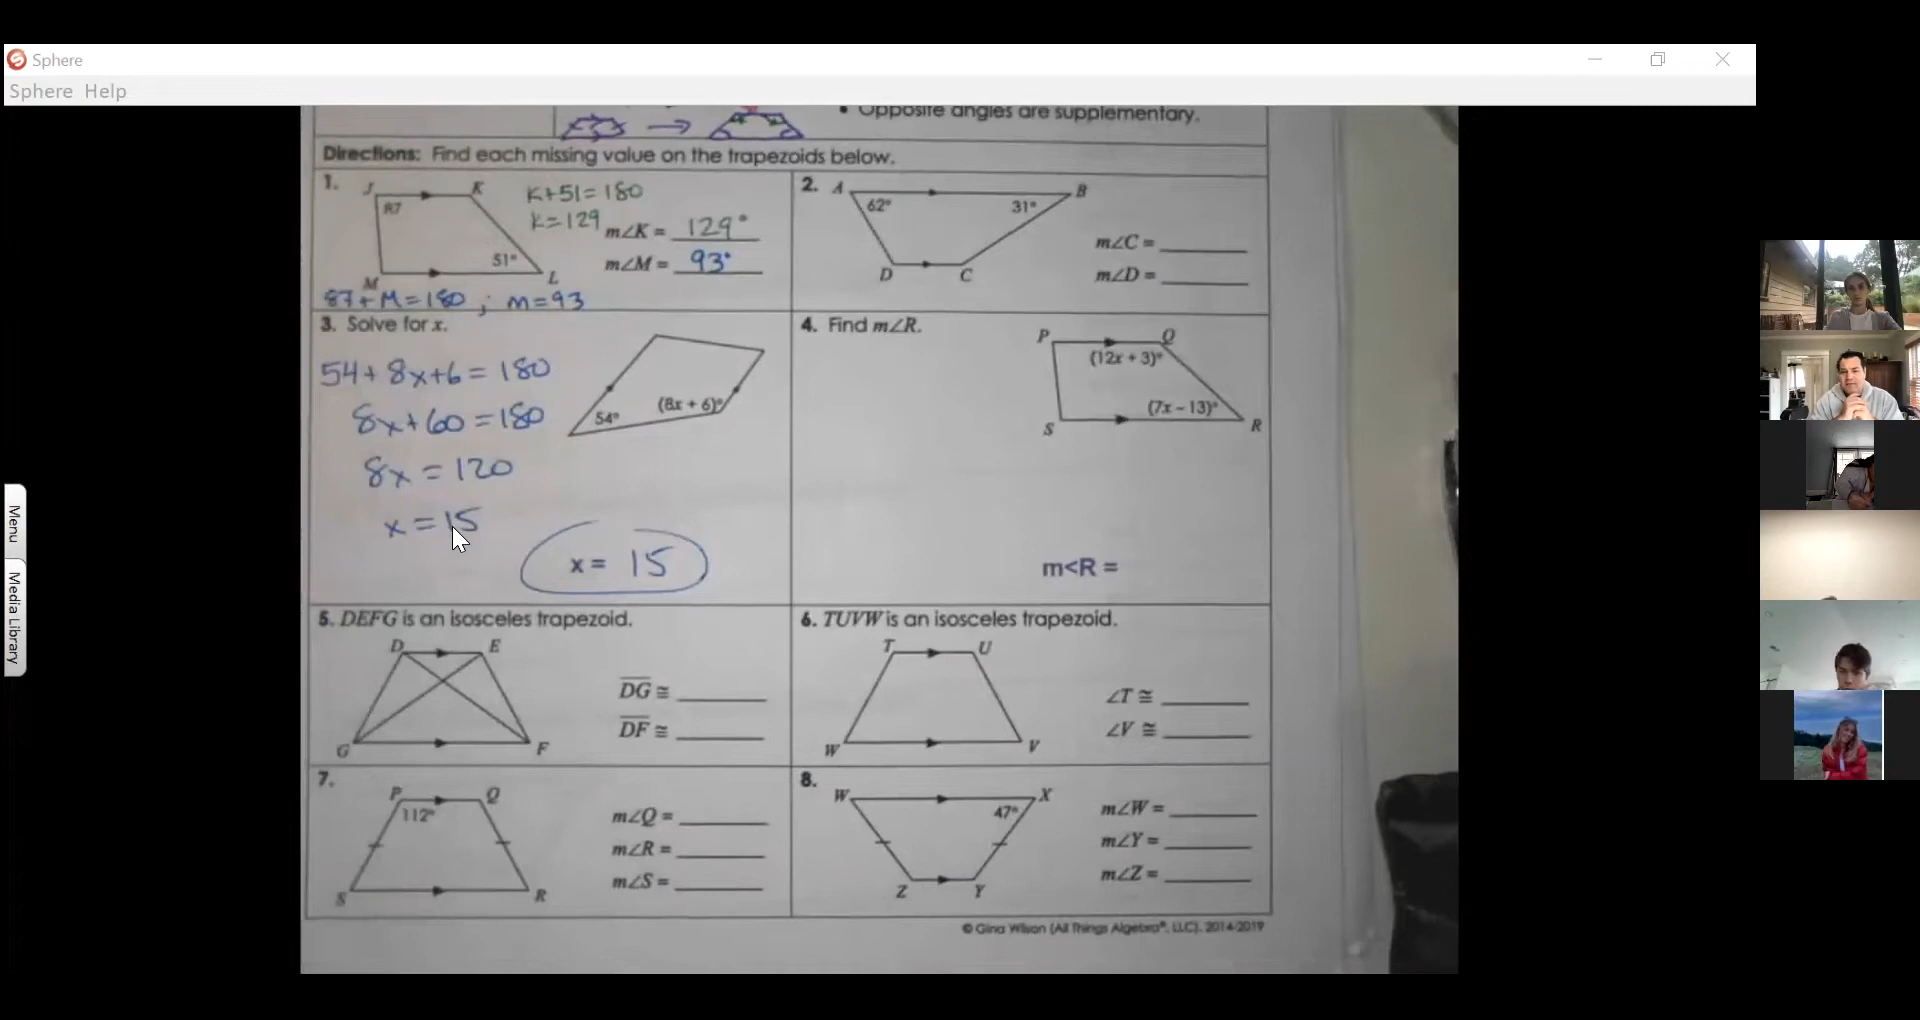 Sphere
Sphere Help
Menu
Media Library
• Opposite angles are supplementary.
Directions: Find each missing value on the trapezoids below.
1.
J
K
87
51°
M
L
K+51=180
K=129
m∠K = 129°
m∠M = 93°
87+M=180 ; m=93
2.
A
B
62°
31°
D
C
m∠C =
m∠D =
3. Solve for x.
54+8x+6=180
8x+60=180
8x=120
x=15
54°
(8x + 6)°
x = 15
4. Find m∠R.
P
Q
(12x + 3)°
(7x – 13)°
S
R
m<R =
5. DEFG is an isosceles trapezoid.
D
E
G
F
DG ≅
DF ≅
6. TUVW is an isosceles trapezoid.
T
U
W
V
∠T ≅
∠V ≅
7.
P
Q
112°
S
R
m∠Q =
m∠R =
m∠S =
8.
W
X
47°
Z
Y
m∠W =
m∠Y =
m∠Z =
© Gina Wilson (All Things Algebra®, LLC), 2014-2019